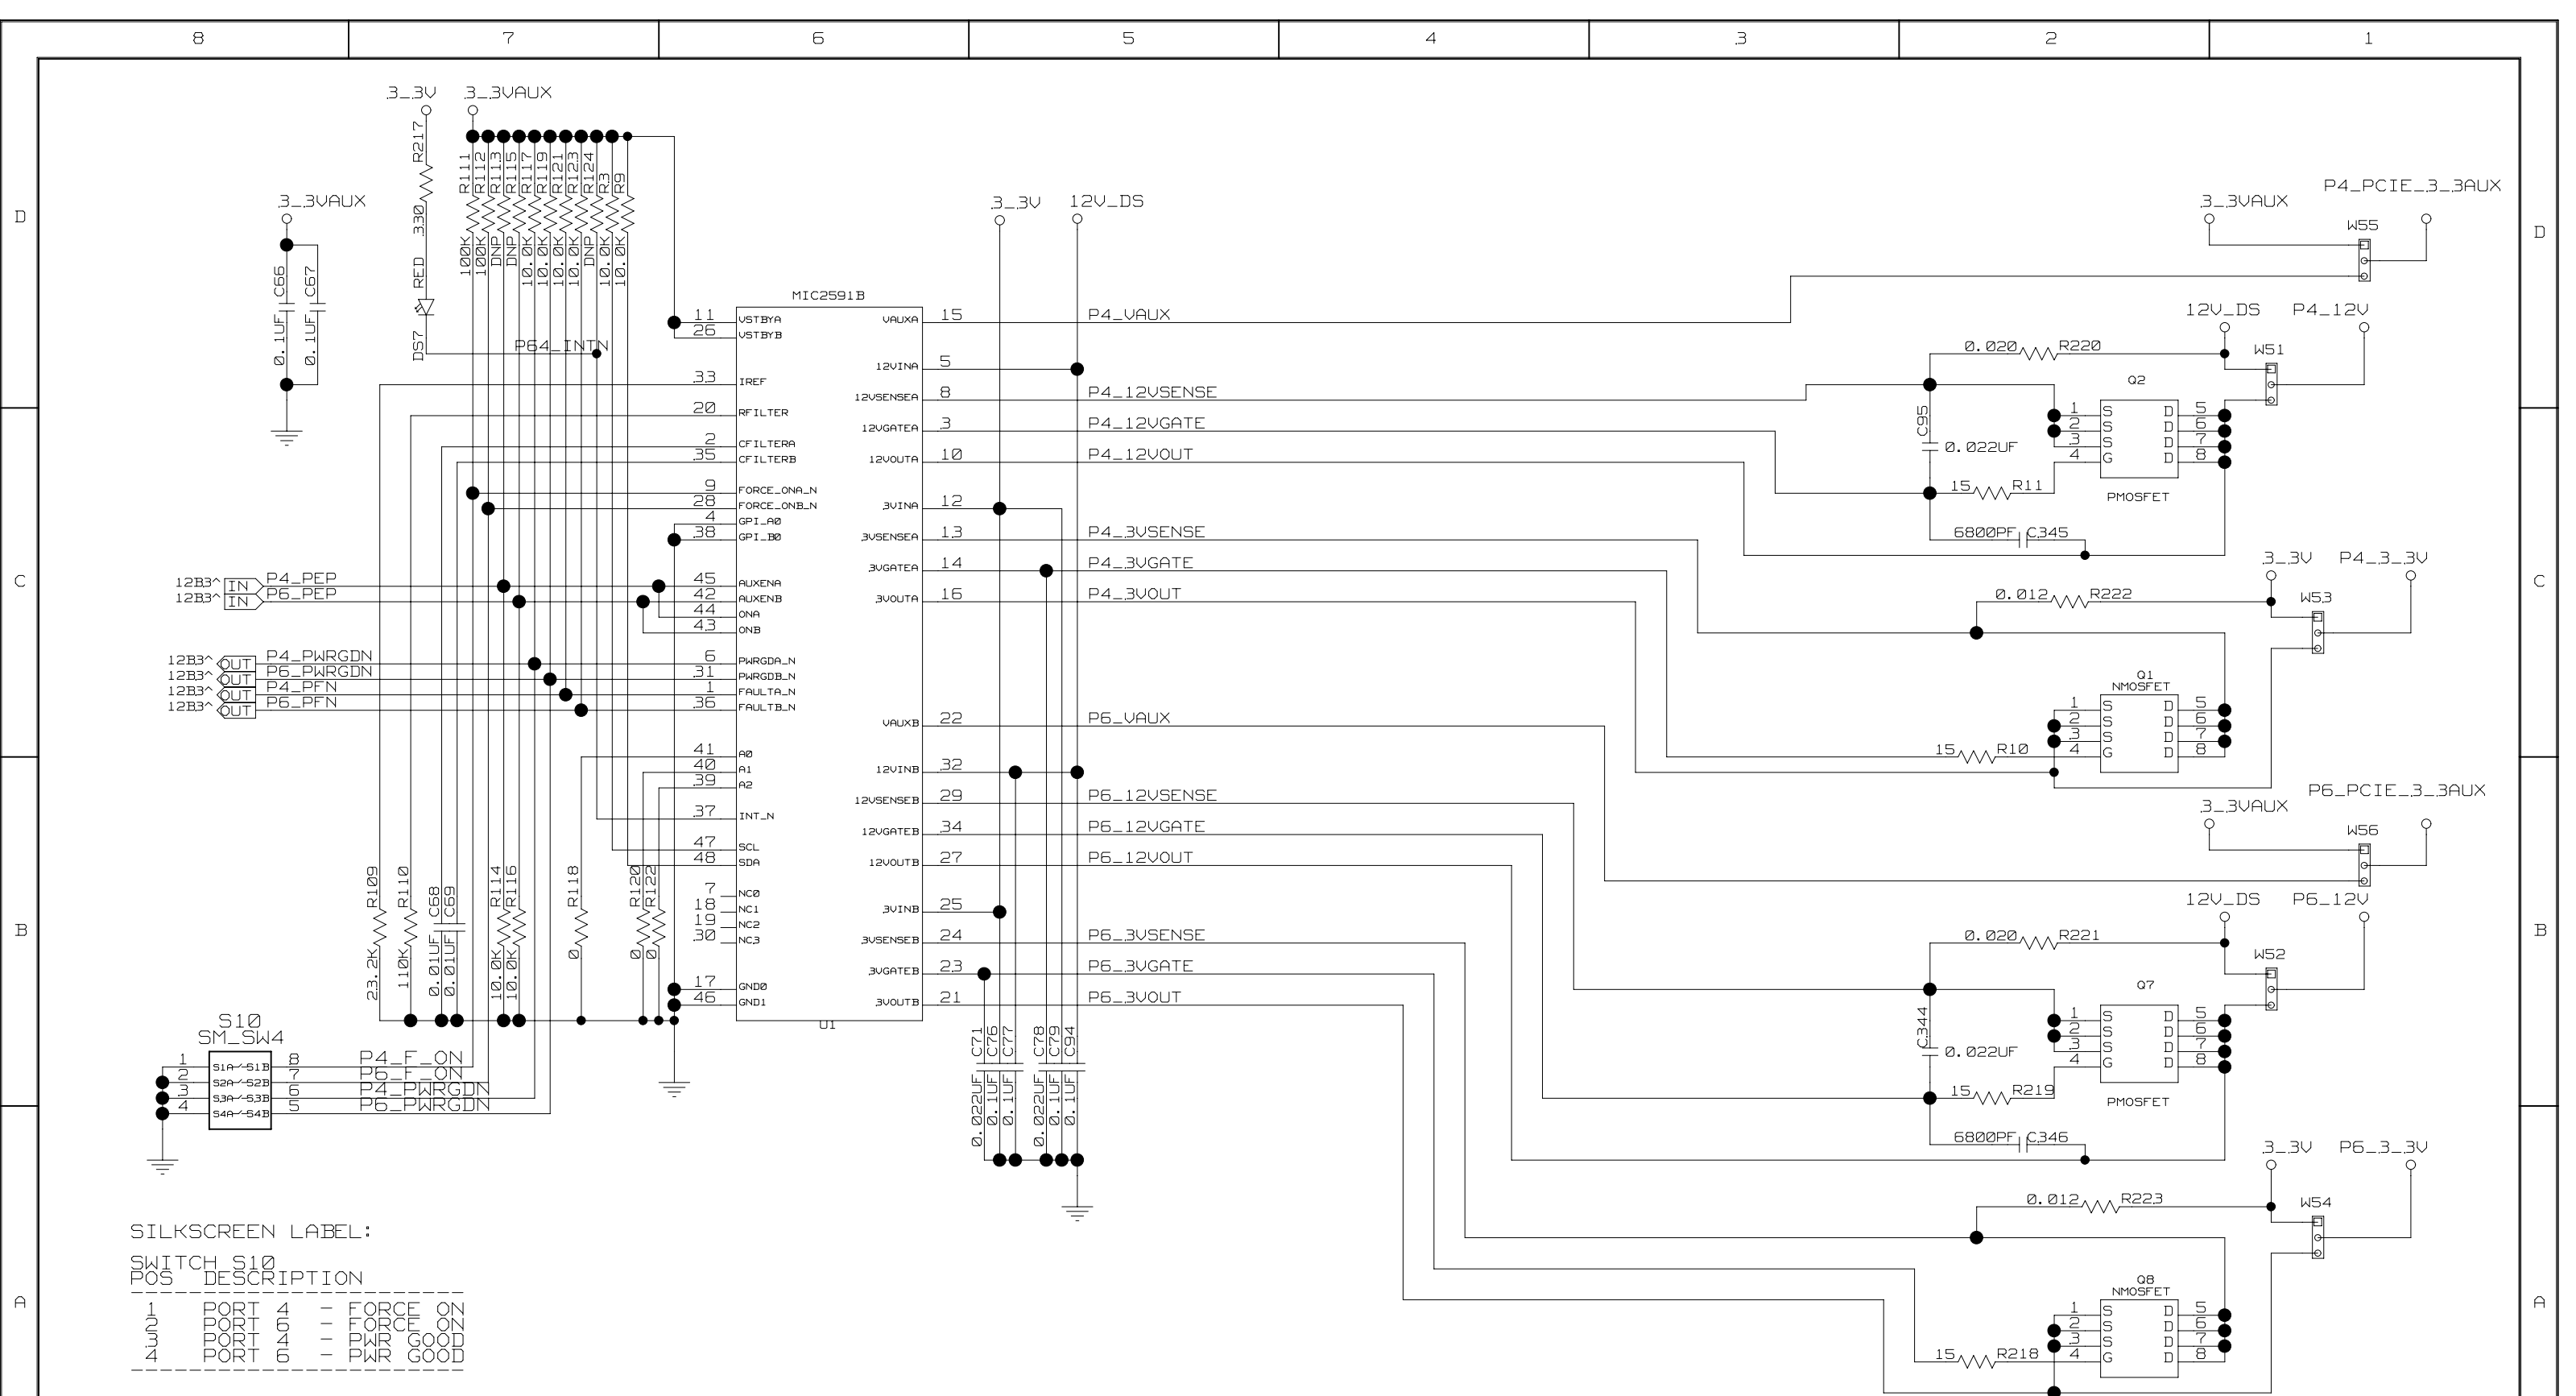 8 7 6 5 4 3 2 1
D
C
B
A
D
C
B
A
3_3V
3_3VAUX
R217
330
RED
DS7
3_3VAUX
C66
0.1UF
C67
0.1UF
R111
100K
R112
100K
R113
DNP
R115
DNP
R117
10.0K
R119
10.0K
R121
10.0K
R123
10.0K
R124
DNP
R3
10.0K
R9
10.0K
P64_INTN
12B3^ IN P4_PEP
12B3^ IN P6_PEP
12B3^ OUT P4_PWRGDN
12B3^ OUT P6_PWRGDN
12B3^ OUT P4_PFN
12B3^ OUT P6_PFN
R109
23.2K
R110
110K
C68
0.01UF
C69
0.01UF
R114
10.0K
R116
10.0K
R118
0
R120
0
R122
0
MIC2591B
11 VSTBYA
26 VSTBYB
33 IREF
20 RFILTER
2 CFILTERA
35 CFILTERB
9 FORCE_ONA_N
28 FORCE_ONB_N
4 GPI_A0
38 GPI_B0
45 AUXENA
42 AUXENB
44 ONA
43 ONB
6 PWRGDA_N
31 PWRGDB_N
1 FAULTA_N
36 FAULTB_N
41 A0
40 A1
39 A2
37 INT_N
47 SCL
48 SDA
7 NC0
18 NC1
19 NC2
30 NC3
17 GND0
46 GND1
U1
VAUXA 15 P4_VAUX
12VINA 5
12VSENSEA 8 P4_12VSENSE
12VGATEA 3 P4_12VGATE
12VOUTA 10 P4_12VOUT
3VINA 12
3VSENSEA 13 P4_3VSENSE
3VGATEA 14 P4_3VGATE
3VOUTA 16 P4_3VOUT
VAUXB 22 P6_VAUX
12VINB 32
12VSENSEB 29 P6_12VSENSE
12VGATEB 34 P6_12VGATE
12VOUTB 27 P6_12VOUT
3VINB 25
3VSENSEB 24 P6_3VSENSE
3VGATEB 23 P6_3VGATE
3VOUTB 21 P6_3VOUT
3_3V
12V_DS
C71
0.022UF
C76
0.1UF
C77
0.1UF
C78
0.022UF
C79
0.1UF
C94
0.1UF
P4_PCIE_3_3AUX
3_3VAUX
W55
12V_DS
P4_12V
0.020 R220
W51
Q2
C95
0.022UF
1 S D 5
2 S D 6
3 S D 7
4 G D 8
15 R11
PMOSFET
6800PF C345
3_3V
P4_3_3V
0.012 R222
W53
Q1
NMOSFET
1 S D 5
2 S D 6
3 S D 7
4 G D 8
15 R10
P6_PCIE_3_3AUX
3_3VAUX
W56
12V_DS
P6_12V
0.020 R221
W52
Q7
C344
0.022UF
1 S D 5
2 S D 6
3 S D 7
4 G D 8
15 R219
PMOSFET
6800PF C346
3_3V
P6_3_3V
0.012 R223
W54
Q8
NMOSFET
1 S D 5
2 S D 6
3 S D 7
4 G D 8
15 R218
S10
SM_SW4
1 S1A/S1B 8 P4_F_ON
2 S2A/S2B 7 P6_F_ON
3 S3A/S3B 6 P4_PWRGDN
4 S4A/S4B 5 P6_PWRGDN
SILKSCREEN LABEL:
SWITCH S10
POS DESCRIPTION
1 PORT 4 - FORCE ON
2 PORT 6 - FORCE ON
3 PORT 4 - PWR GOOD
4 PORT 6 - PWR GOOD